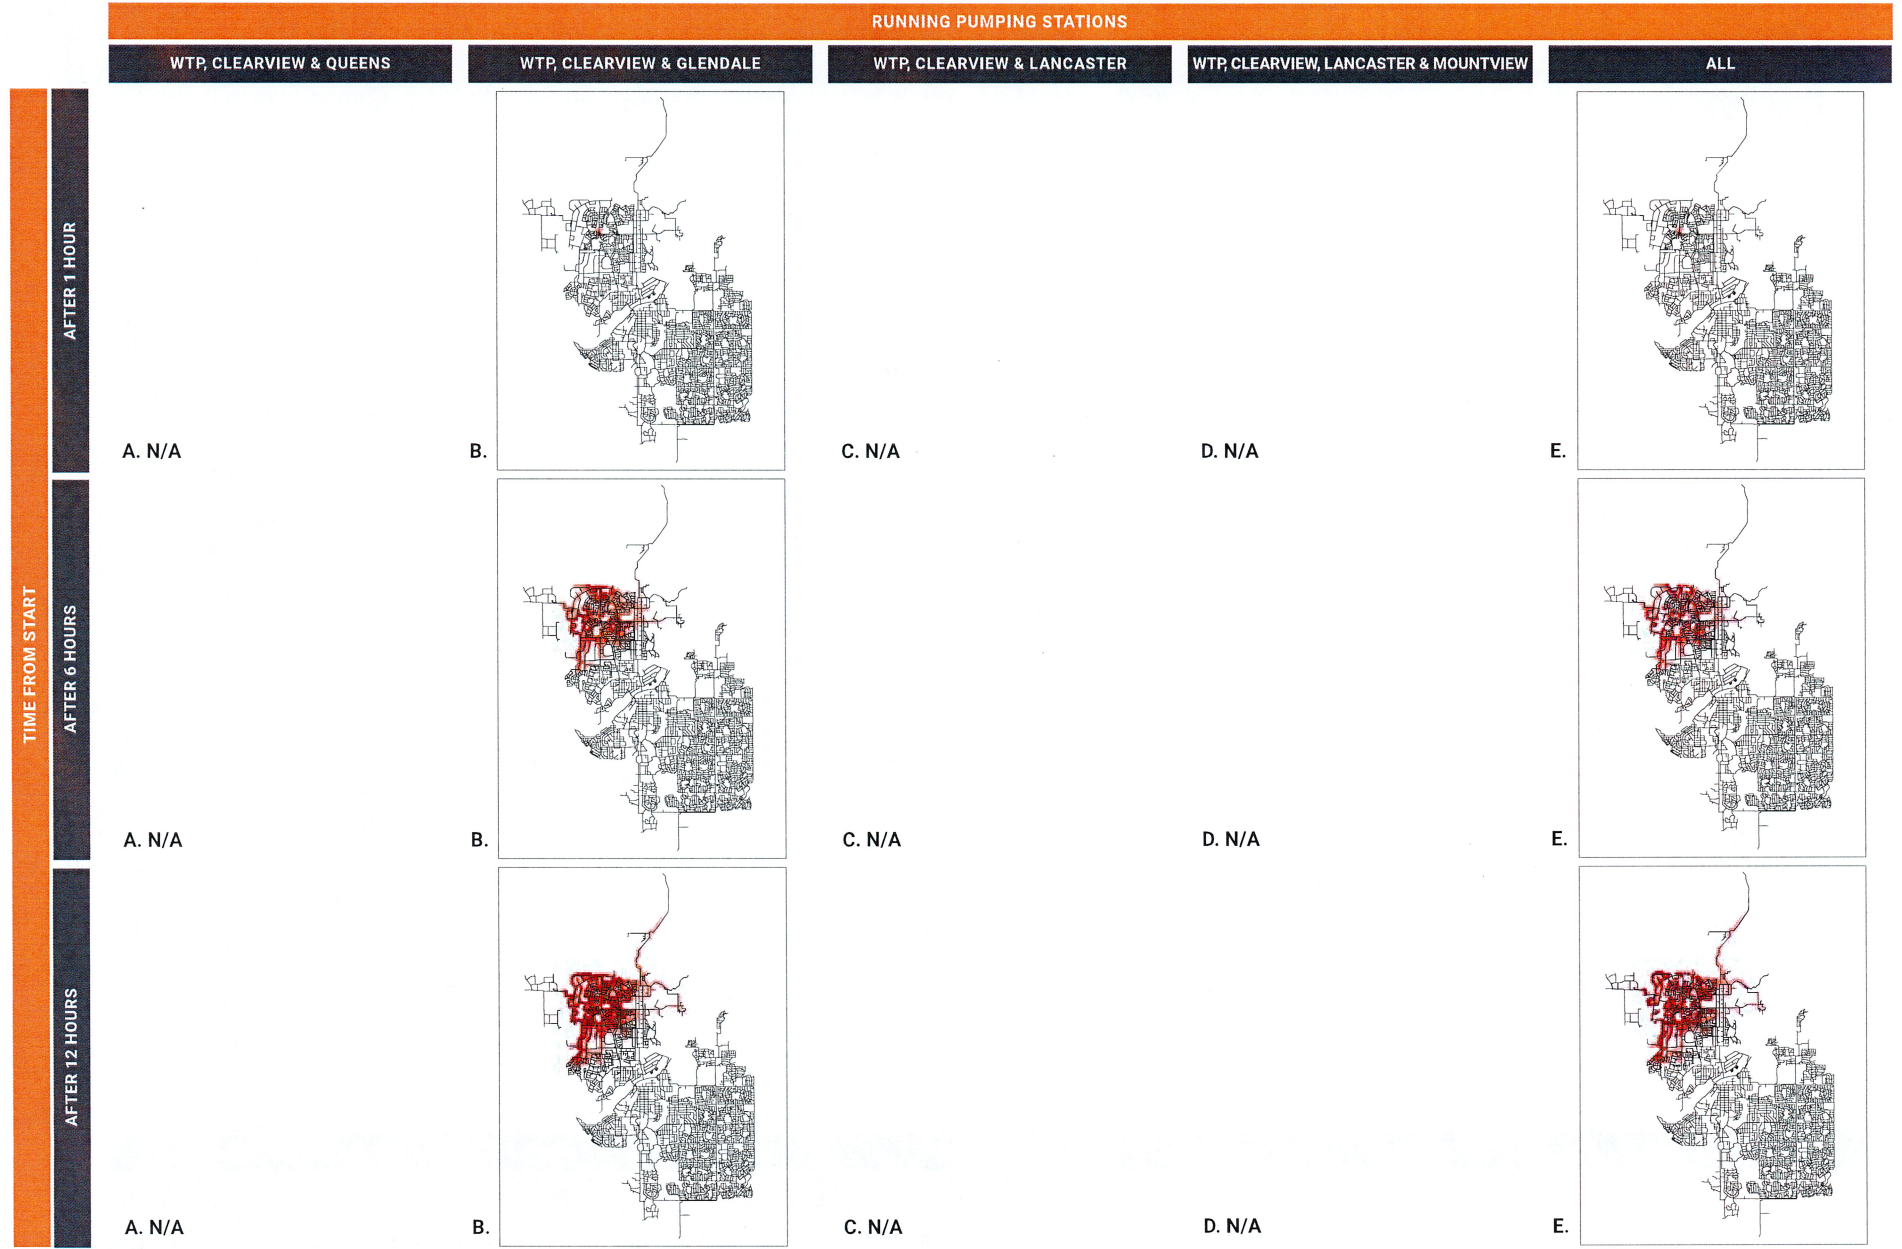 RUNNING PUMPING STATIONS
WTP, CLEARVIEW & QUEENS
WTP, CLEARVIEW & GLENDALE
WTP, CLEARVIEW & LANCASTER
WTP, CLEARVIEW, LANCASTER & MOUNTVIEW
ALL
TIME FROM START
AFTER 1 HOUR
A. N/A
B.
C. N/A
D. N/A
E.
AFTER 6 HOURS
A. N/A
B.
C. N/A
D. N/A
E.
AFTER 12 HOURS
A. N/A
B.
C. N/A
D. N/A
E.